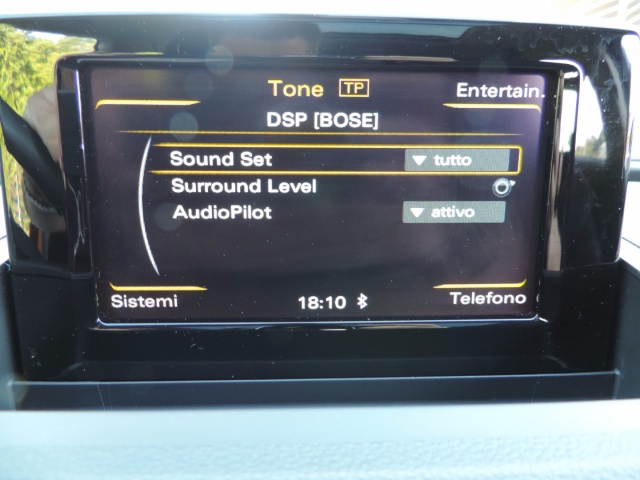 Tone TP Entertain.
DSP [BOSE]
Sound Set tutto
Surround Level
AudioPilot attivo
Sistemi 18:10 Telefono